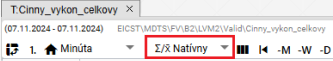 T:Cinny_vykon_celkovy ×
(07.11.2024 - 07.11.2024) EICST\MDTS\FV\B2\LVM2\Valid\Cinny_vykon_celkovy
1. Minúta Σ/x̄ Natívny -M -W -D